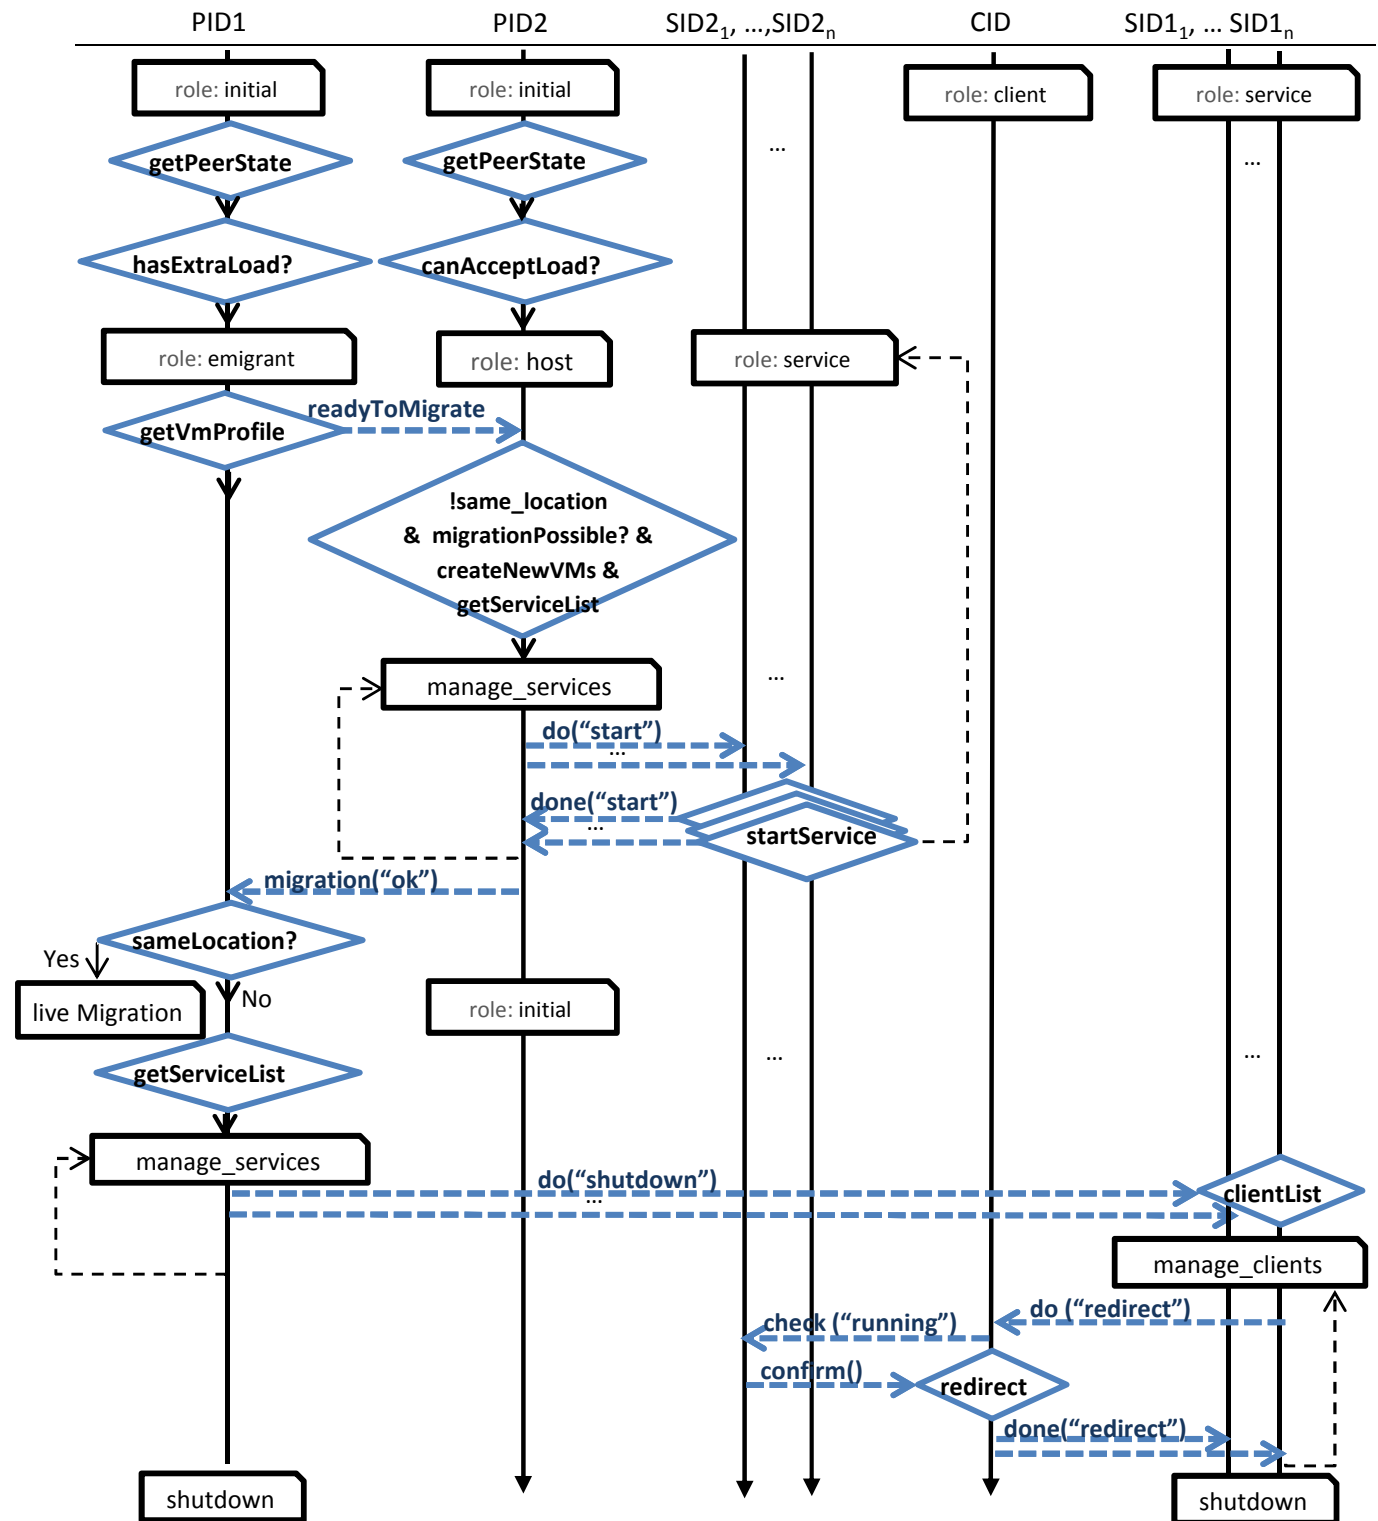 PID1 PID2 SID2₁, ...,SID2ₙ CID SID1₁, ... SID1ₙ
role: initial role: initial role: client role: service
... ...
getPeerState getPeerState
hasExtraLoad? canAcceptLoad?
role: emigrant role: host role: service
readyToMigrate
getVmProfile
!same_location
& migrationPossible? &
createNewVMs &
getServiceList
manage_services ...
do(“start”)
...
done(“start”)
...
startService
migration(“ok”)
sameLocation?
Yes
No
live Migration role: initial
... ...
getServiceList
manage_services
do(“shutdown”)
...
clientList
manage_clients
do (“redirect”)
check (“running”)
confirm()
redirect
done(“redirect”)
shutdown shutdown